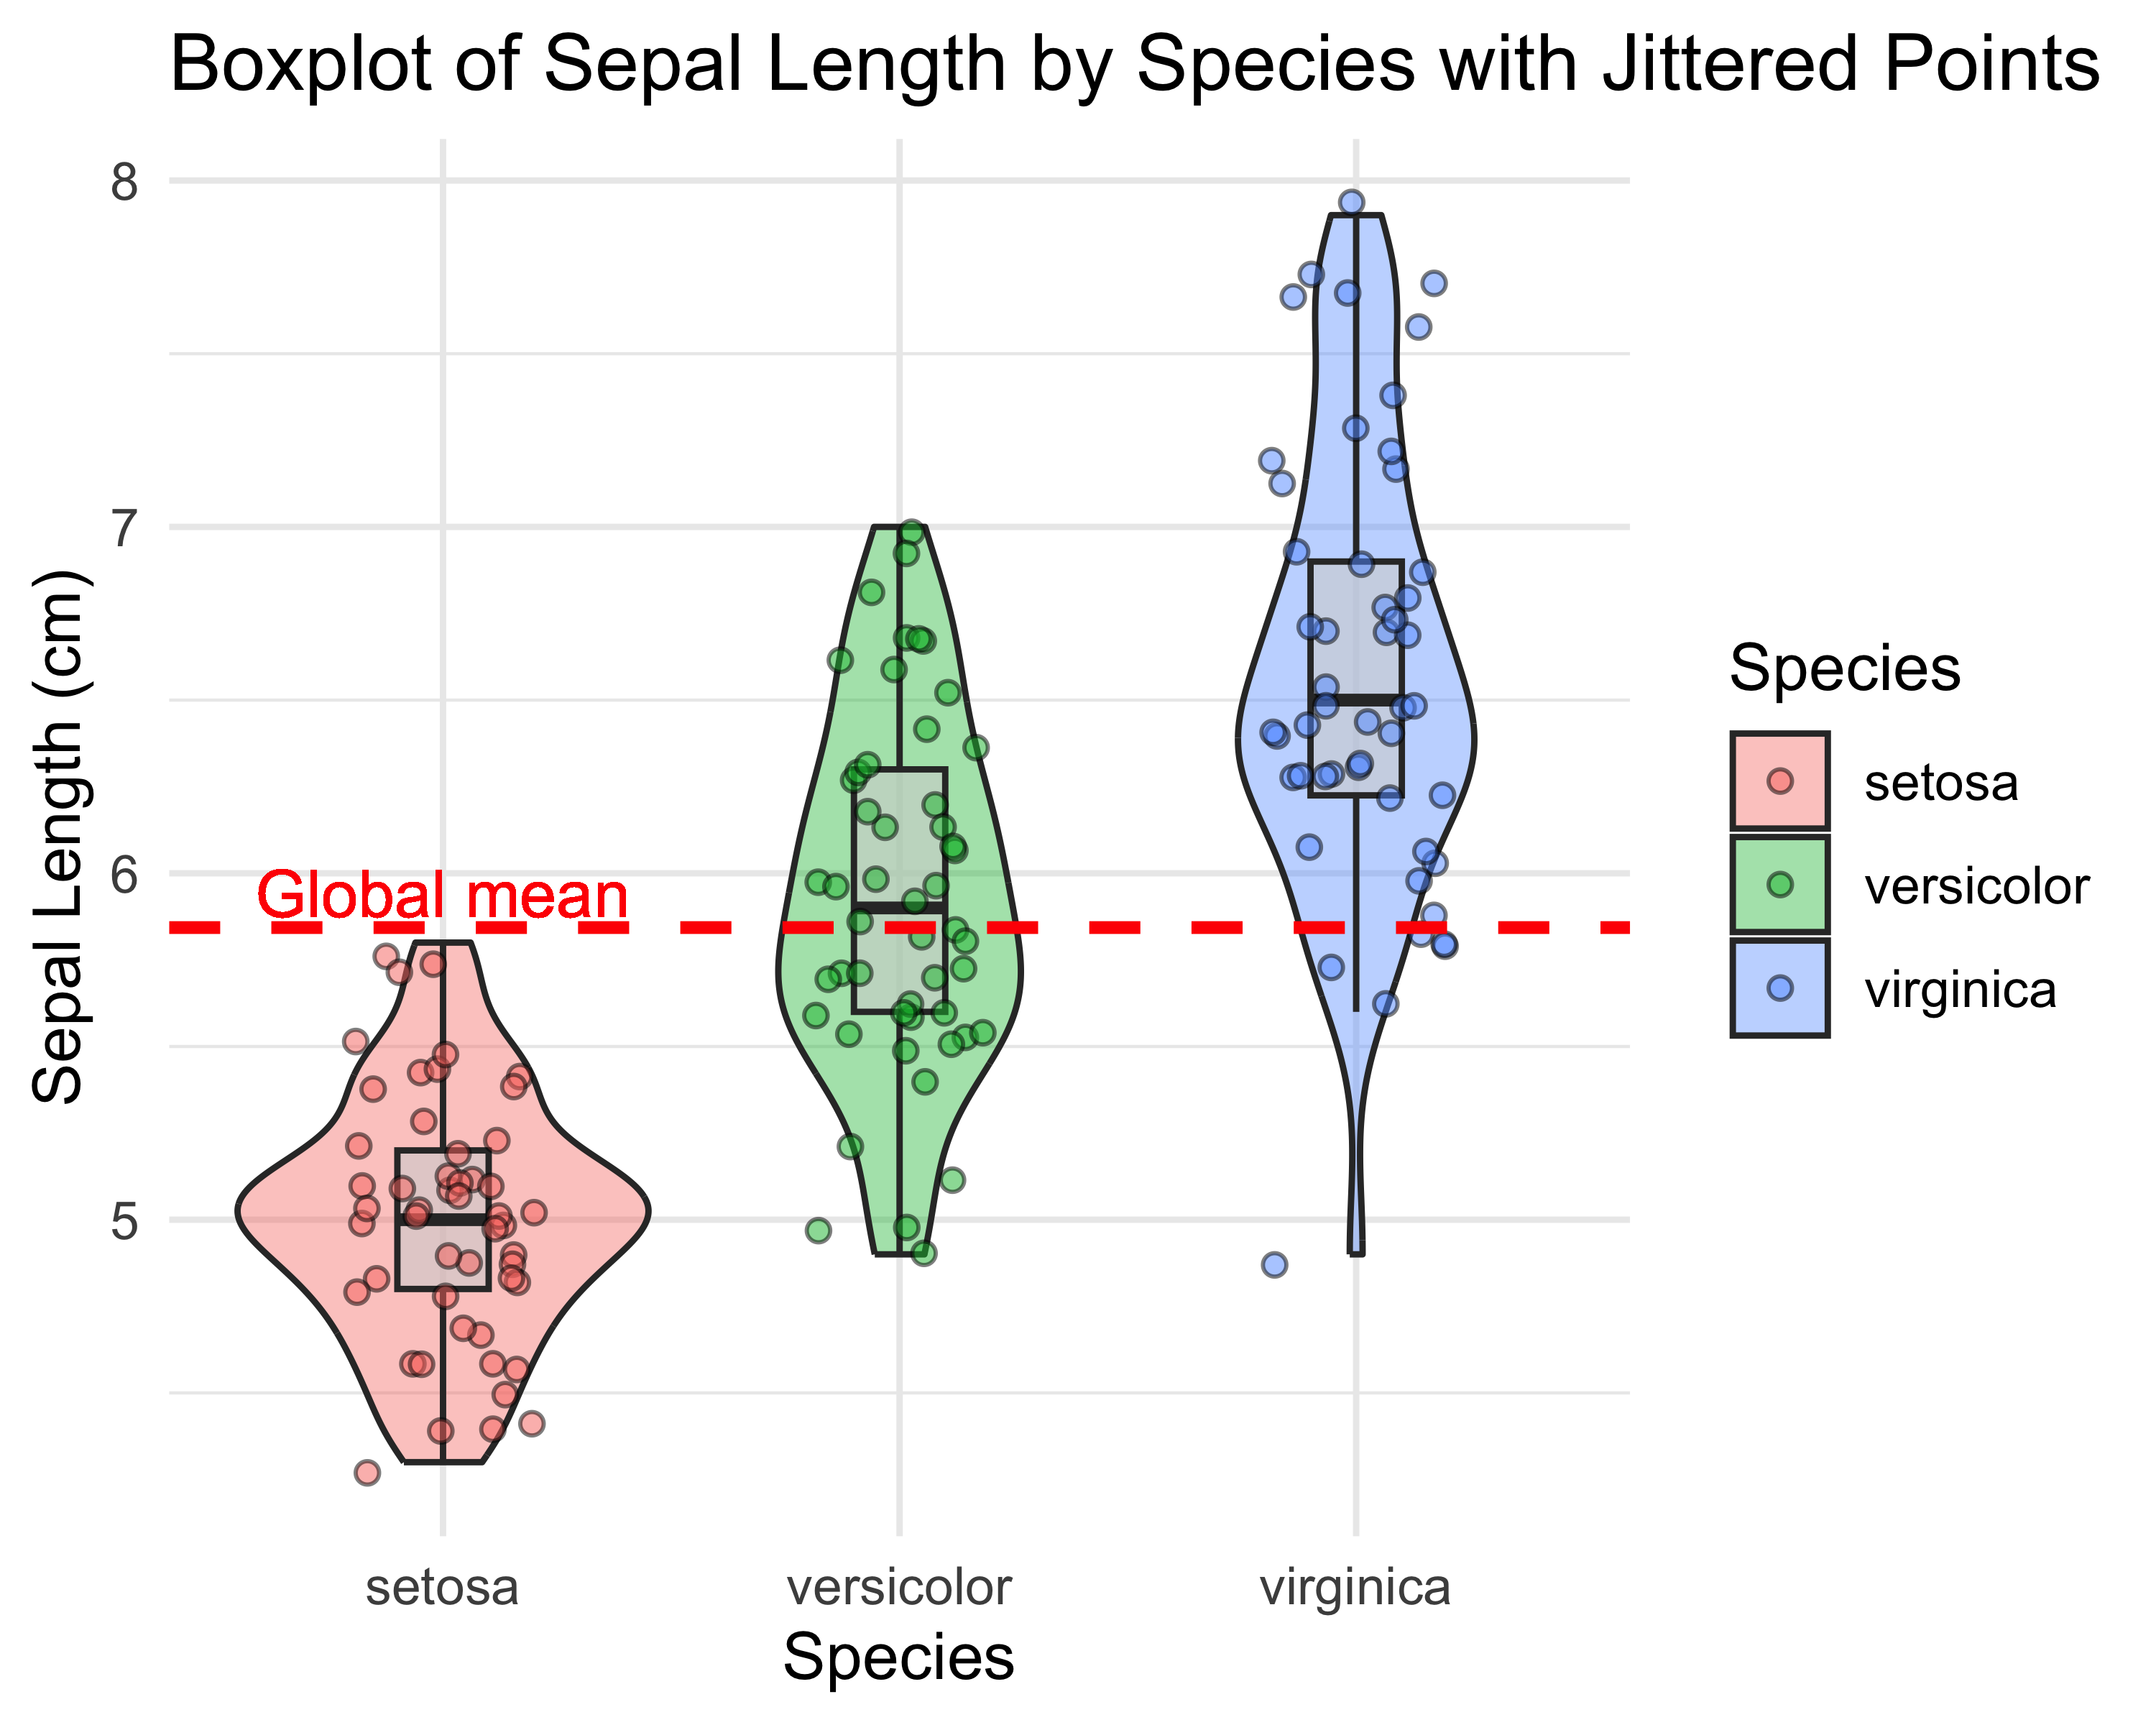 Boxplot of Sepal Length by Species with Jittered Points
Sepal Length (cm)
8
7
6
5
Global mean
setosa
versicolor
virginica
Species
Species
setosa
versicolor
virginica